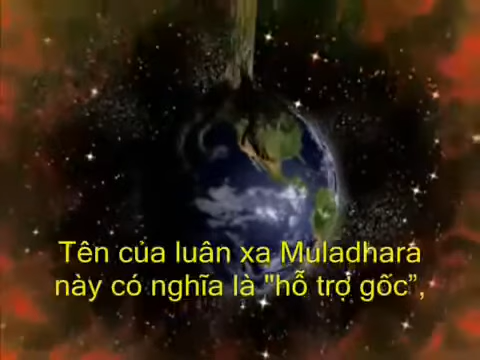 Tên của luân xa Muladhara
này có nghĩa là "hỗ trợ gốc”,